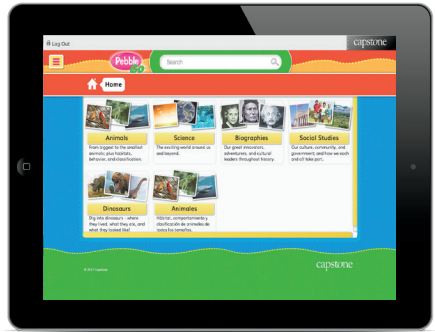 Log Out
capstone
Pebble
GO
Search
Home
Animals
Science
Biographies
Social Studies
From biggest to the smallest
animals, plus habitats,
behavior, and classification.
The exciting world around us
and beyond.
Our great innovators,
adventurers, and cultural
leaders throughout history.
Our culture, community, and
government, and how we each
and all take part.
Dinosaurs
Animales
Dig into dinosaurs - where
they lived, what they are, and
what they looked like!
Hábitat, comportamiento y
clasificación de animales de
todos los tamaños.
capstone